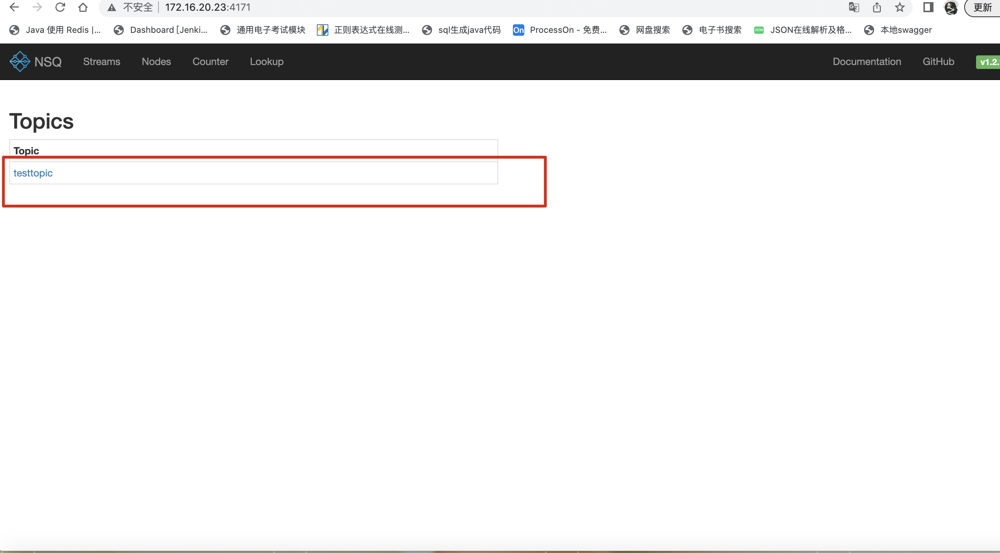 不安全 172.16.20.23:4171 更新
Java 使用 Redis |... Dashboard [Jenki... 通用电子考试模块 正则表达式在线测... sql生成java代码 On ProcessOn - 免费... 网盘搜索 电子书搜索 JSON JSON在线解析及格... 本地swagger
NSQ Streams Nodes Counter Lookup Documentation GitHub v1.2.
Topics
Topic
testtopic